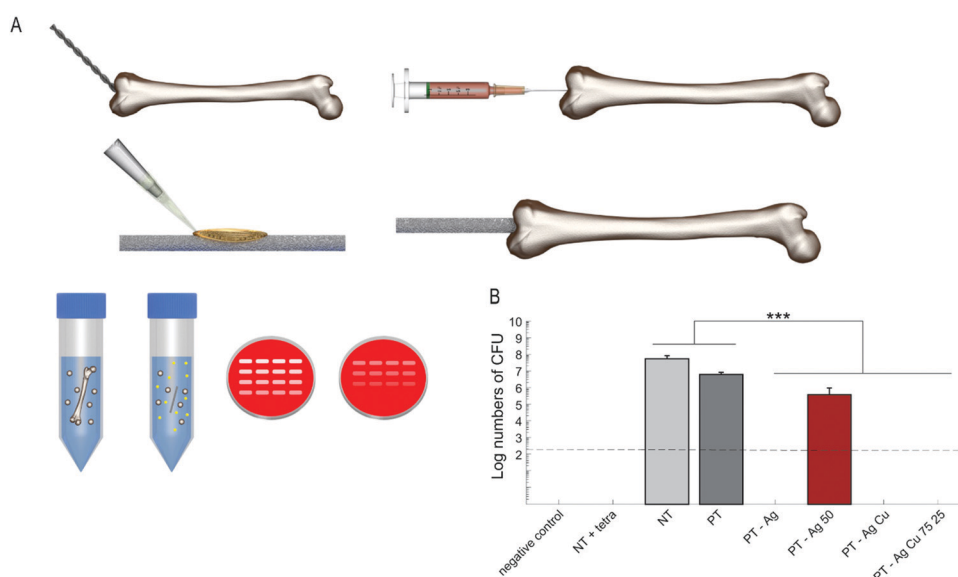 A
B
***
Log numbers of CFU
10
9
8
7
6
5
4
3
2
negative control
NT + tetra
NT
PT
PT - Ag
PT - Ag 50
PT - Ag Cu
PT - Ag Cu 75 25